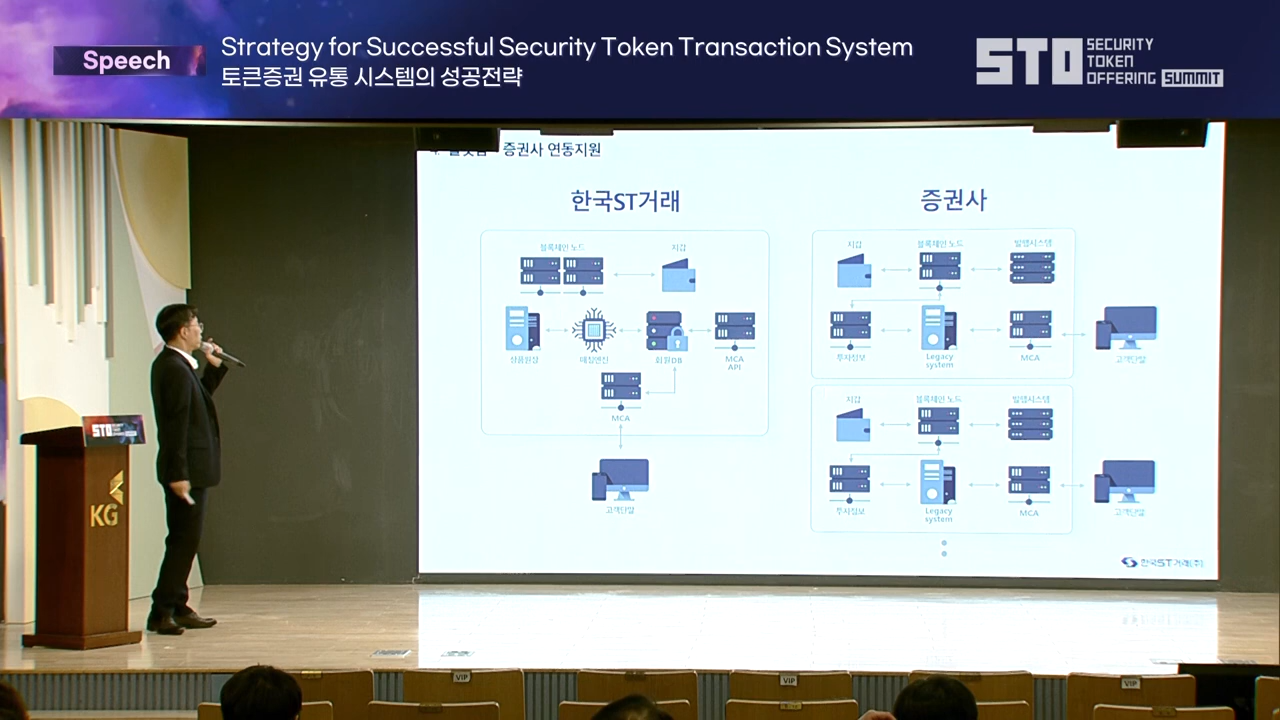 Speech
Strategy for Successful Security Token Transaction System
토큰증권 유통 시스템의 성공전략
STO SECURITY
TOKEN
OFFERING SUMMIT
증권사 연동지원
한국ST거래
블록체인 노드
지갑
상품원장
매칭엔진
회원DB
MCA
API
MCA
고객단말
증권사
지갑
블록체인 노드
발행시스템
투자정보
Legacy
system
MCA
고객단말
지갑
블록체인 노드
발행시스템
투자정보
Legacy
system
MCA
고객단말
한국ST거래(주)
STO
KG
VIP
VIP
VIP